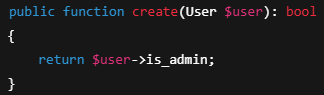 public function create(User $user): bool
{
    return $user->is_admin;
}